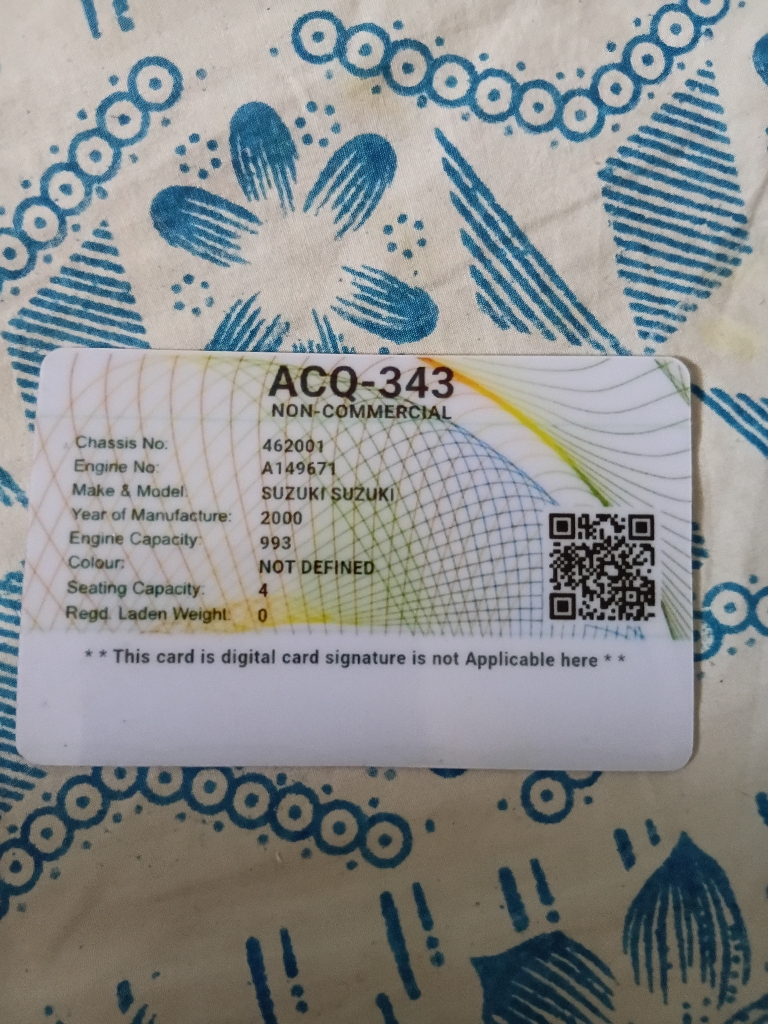 ACQ-343
NON-COMMERCIAL
Chassis No: 462001
Engine No: A149671
Make & Model: SUZUKI SUZUKI
Year of Manufacture: 2000
Engine Capacity: 993
Colour: NOT DEFINED
Seating Capacity: 4
Regd. Laden Weight: 0
* * This card is digital card signature is not Applicable here * *